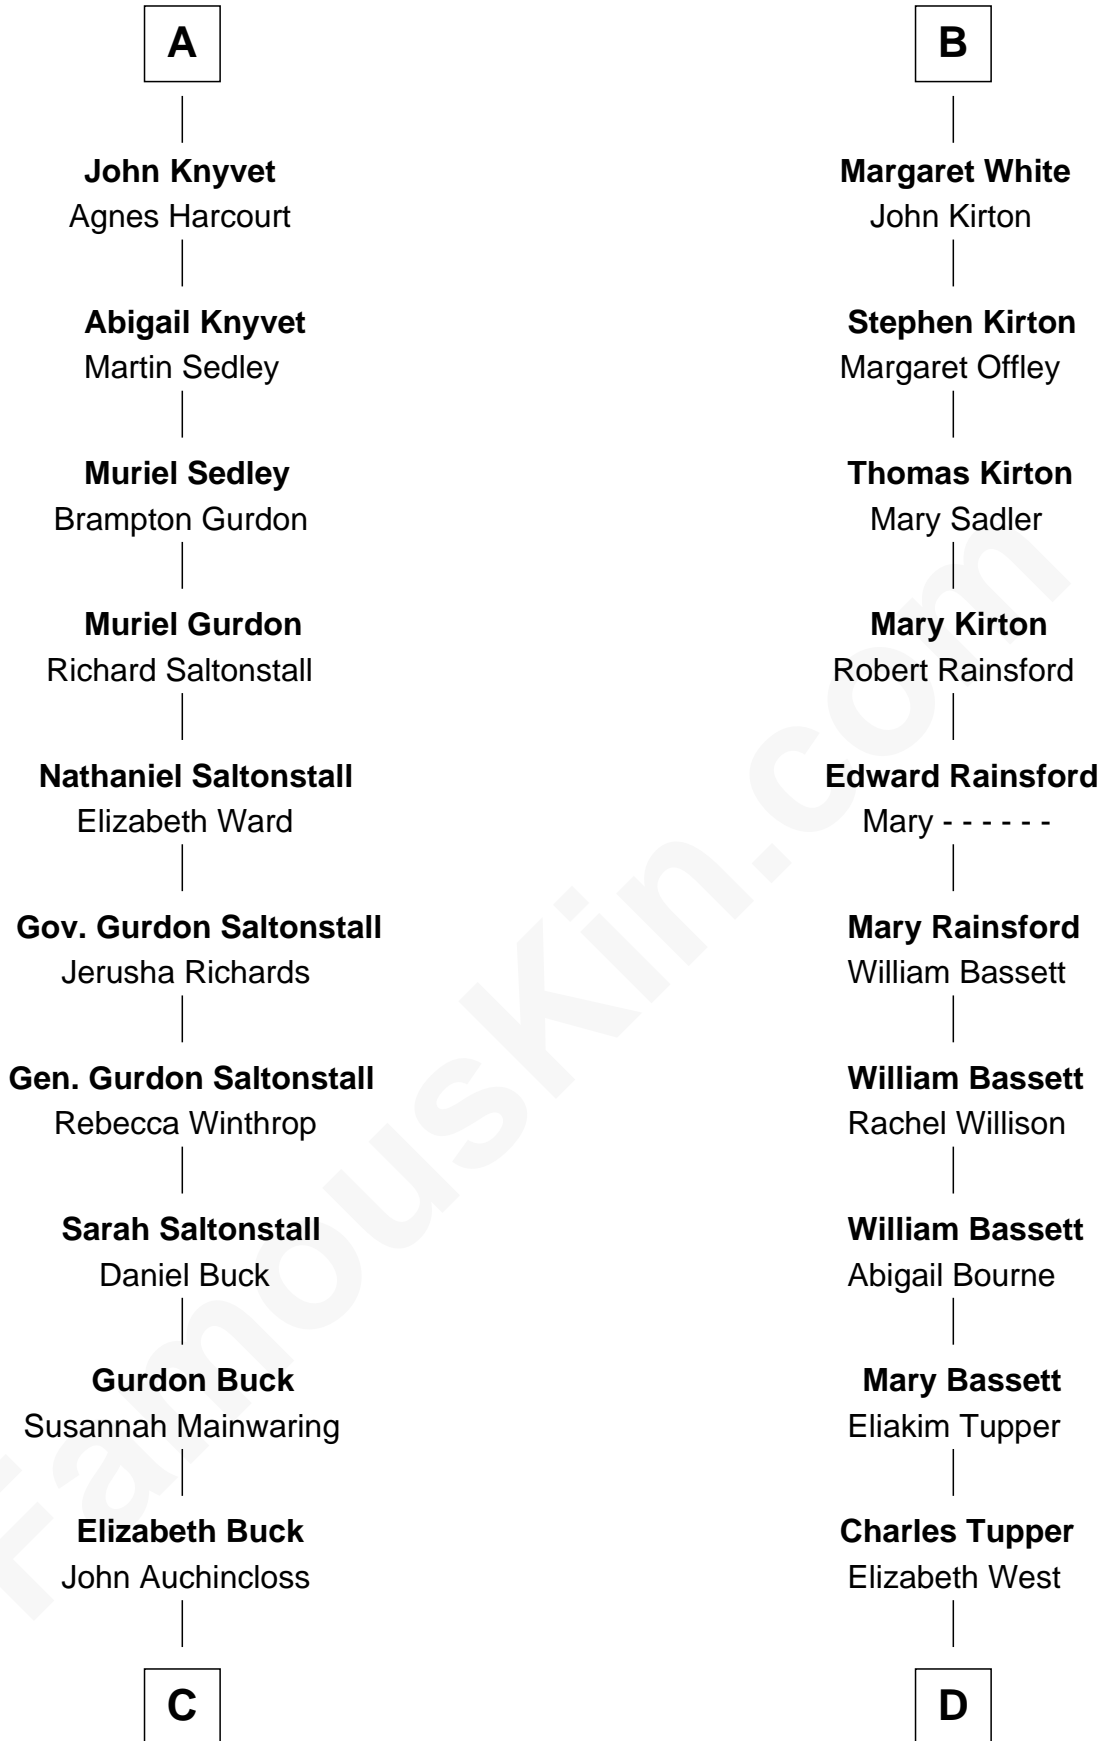 A
John Knyvet
Agnes Harcourt
Abigail Knyvet
Martin Sedley
Muriel Sedley
Brampton Gurdon
Muriel Gurdon
Richard Saltonstall
Nathaniel Saltonstall
Elizabeth Ward
Gov. Gurdon Saltonstall
Jerusha Richards
Gen. Gurdon Saltonstall
Rebecca Winthrop
Sarah Saltonstall
Daniel Buck
Gurdon Buck
Susannah Mainwaring
Elizabeth Buck
John Auchincloss
C
B
Margaret White
John Kirton
Stephen Kirton
Margaret Offley
Thomas Kirton
Mary Sadler
Mary Kirton
Robert Rainsford
Edward Rainsford
Mary - - - - - -
Mary Rainsford
William Bassett
William Bassett
Rachel Willison
William Bassett
Abigail Bourne
Mary Bassett
Eliakim Tupper
Charles Tupper
Elizabeth West
D
FamousKin.com